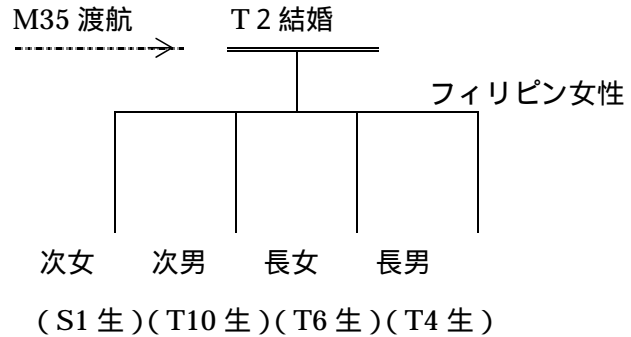 M35 渡航 T２結婚
フィリピン女性
次女 次男 長女 長男
（S1 生）（T10 生）（T6 生）（T4 生）